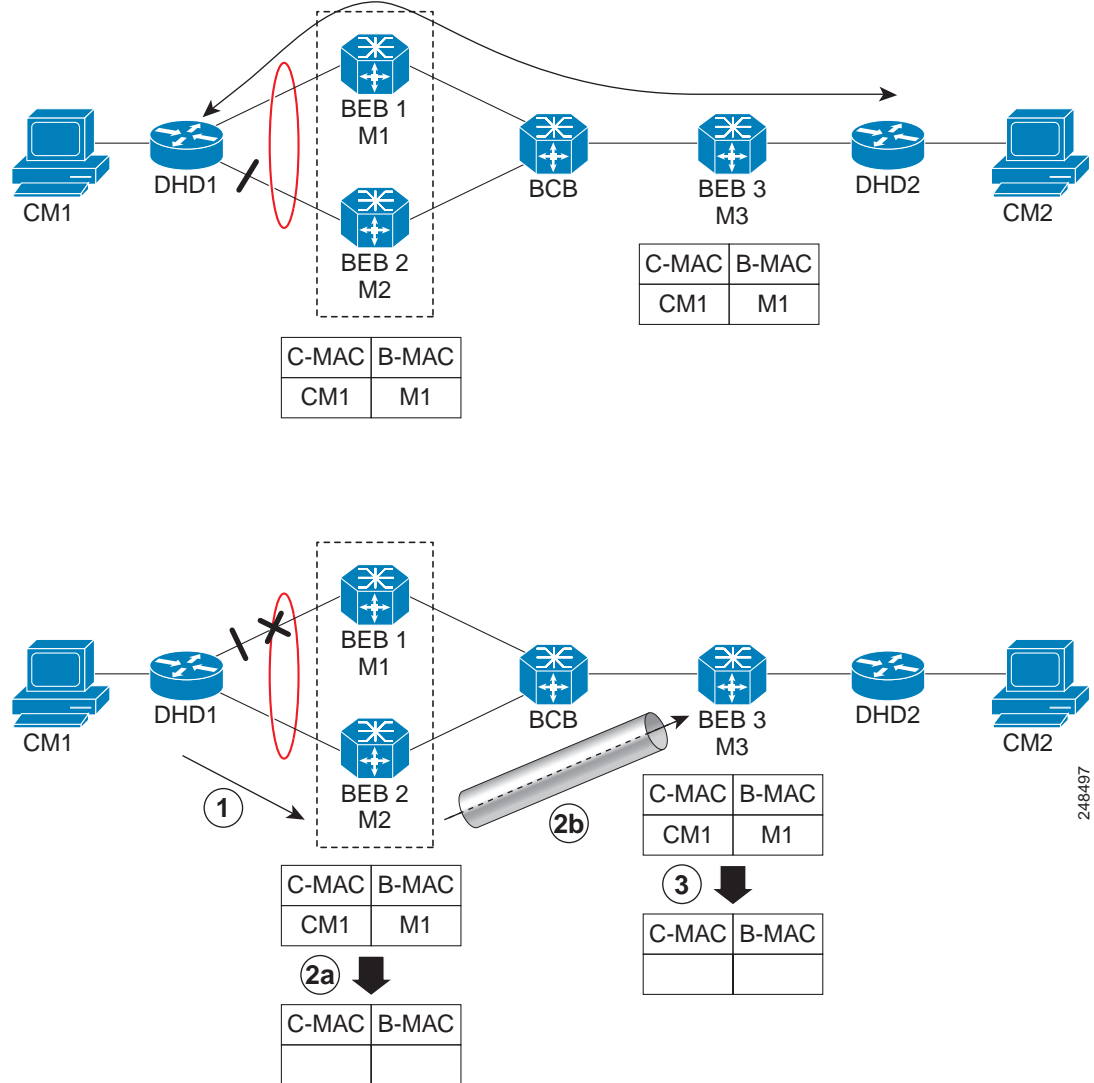 BEB 1
M1
DHD1
CM1
BEB 2
M2
BCB
BEB 3
M3
DHD2
CM2
C-MAC B-MAC
CM1 M1
C-MAC B-MAC
CM1 M1
BEB 1
M1
DHD1
CM1
BEB 2
M2
BCB
BEB 3
M3
DHD2
CM2
1
2b
C-MAC B-MAC
CM1 M1
3
C-MAC B-MAC
C-MAC B-MAC
CM1 M1
2a
C-MAC B-MAC
248497